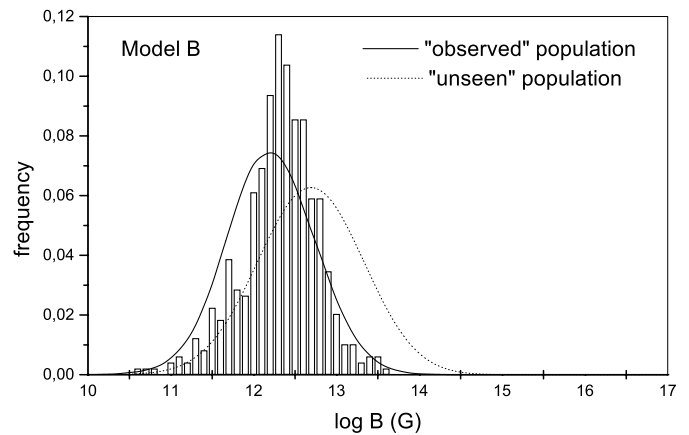 0,12
0,10
0,08
0,06
0,04
0,02
0,00
frequency
Model B
"observed" population
"unseen" population
10 11 12 13 14 15 16 17
log B (G)